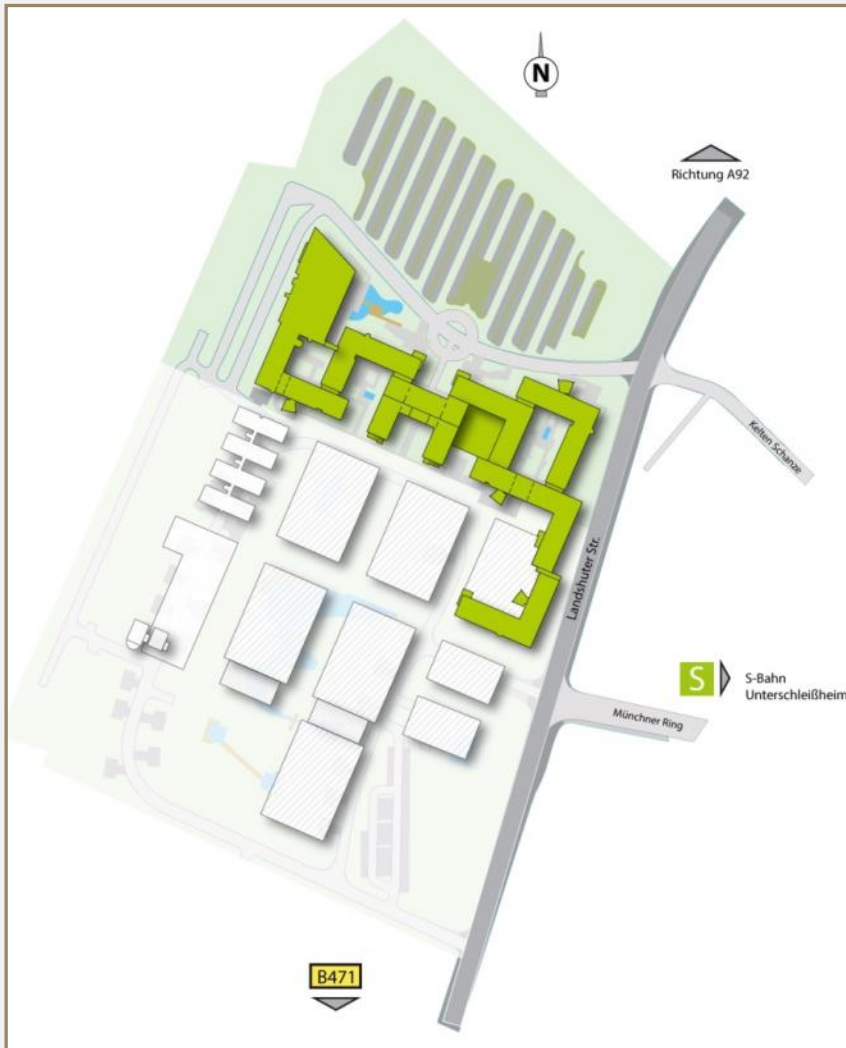 N
Richtung A92
Kelten Schanze
Landshuter Str.
S
S-Bahn
Unterschleißheim
Münchner Ring
B471